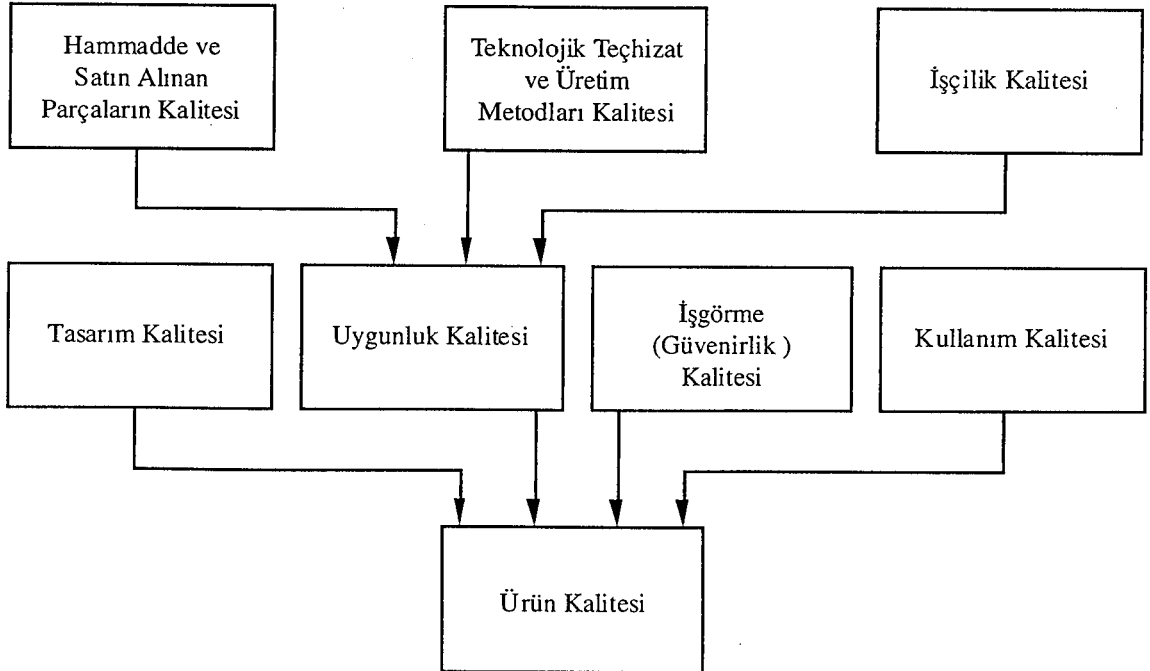 Hammadde ve
Satın Alınan
Parçaların Kalitesi
Teknolojik Teçhizat
ve Üretim
Metodları Kalitesi
İşçilik Kalitesi
Tasarım Kalitesi
Uygunluk Kalitesi
İşgörme
(Güvenirlik )
Kalitesi
Kullanım Kalitesi
Ürün Kalitesi